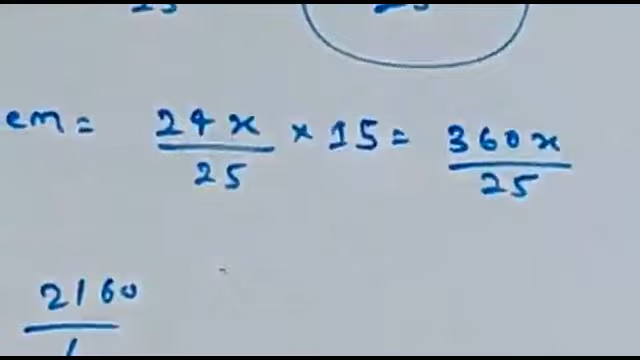 em = 24x/25 × 15 = 360x/25
2160/